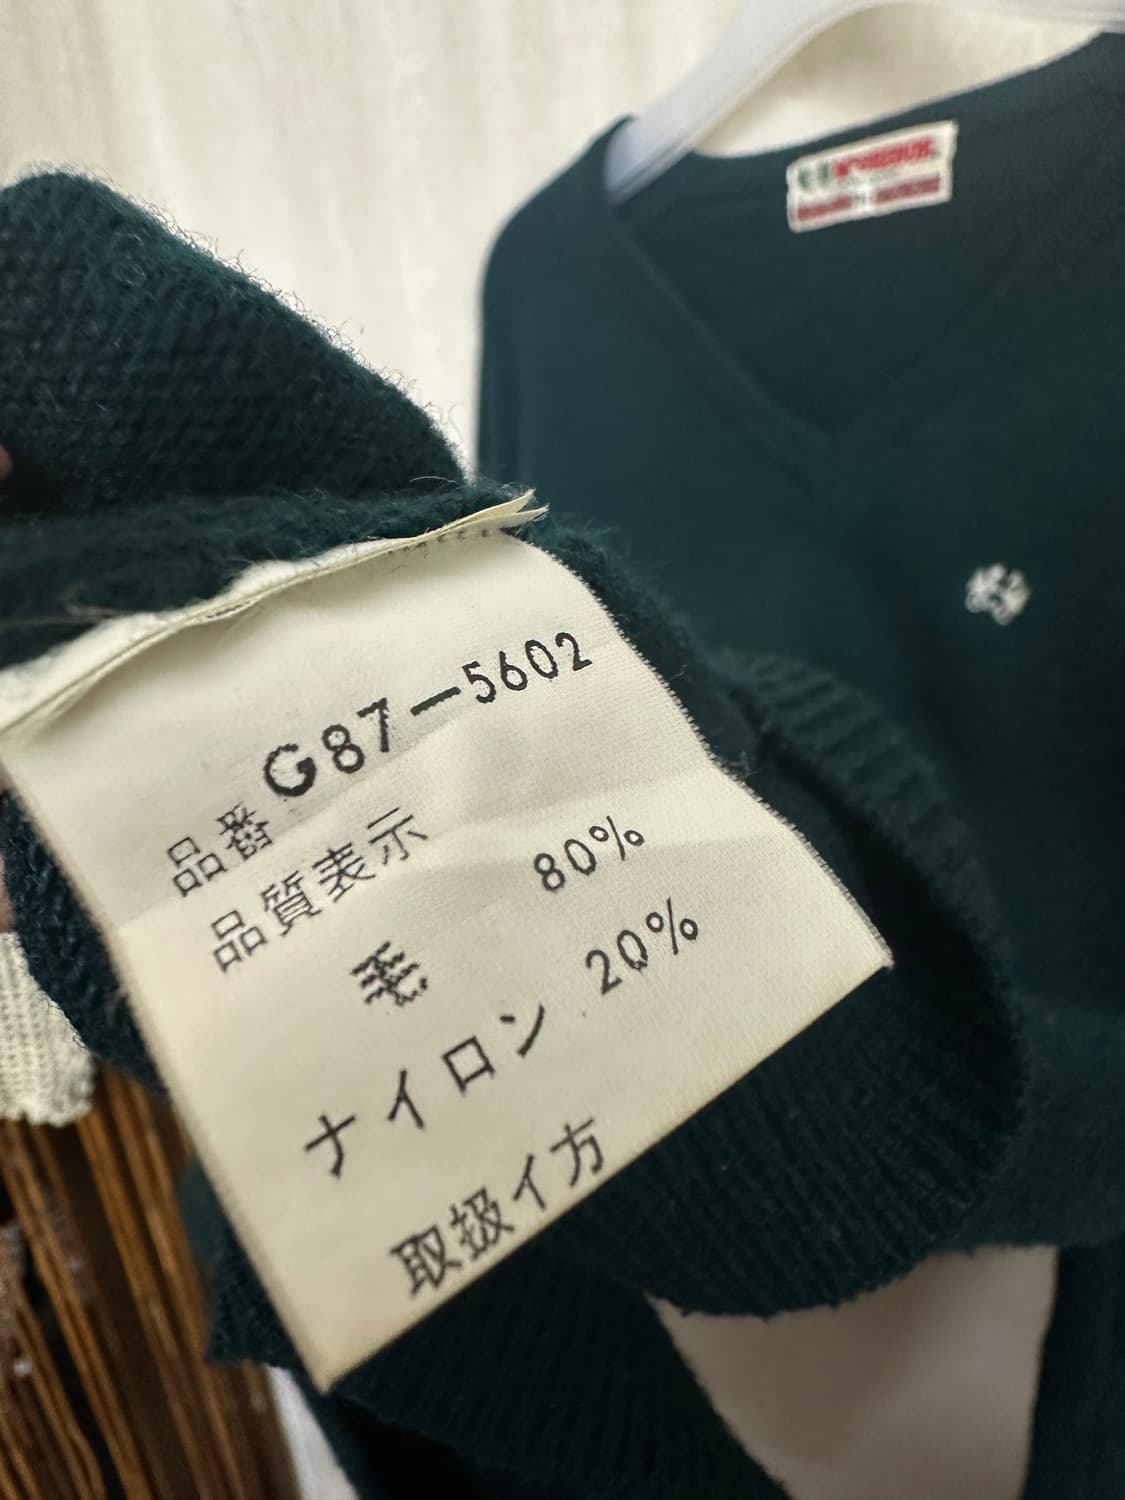 品番 G87-5602
品質表示
毛 80%
ナイロン 20%
取扱イ方